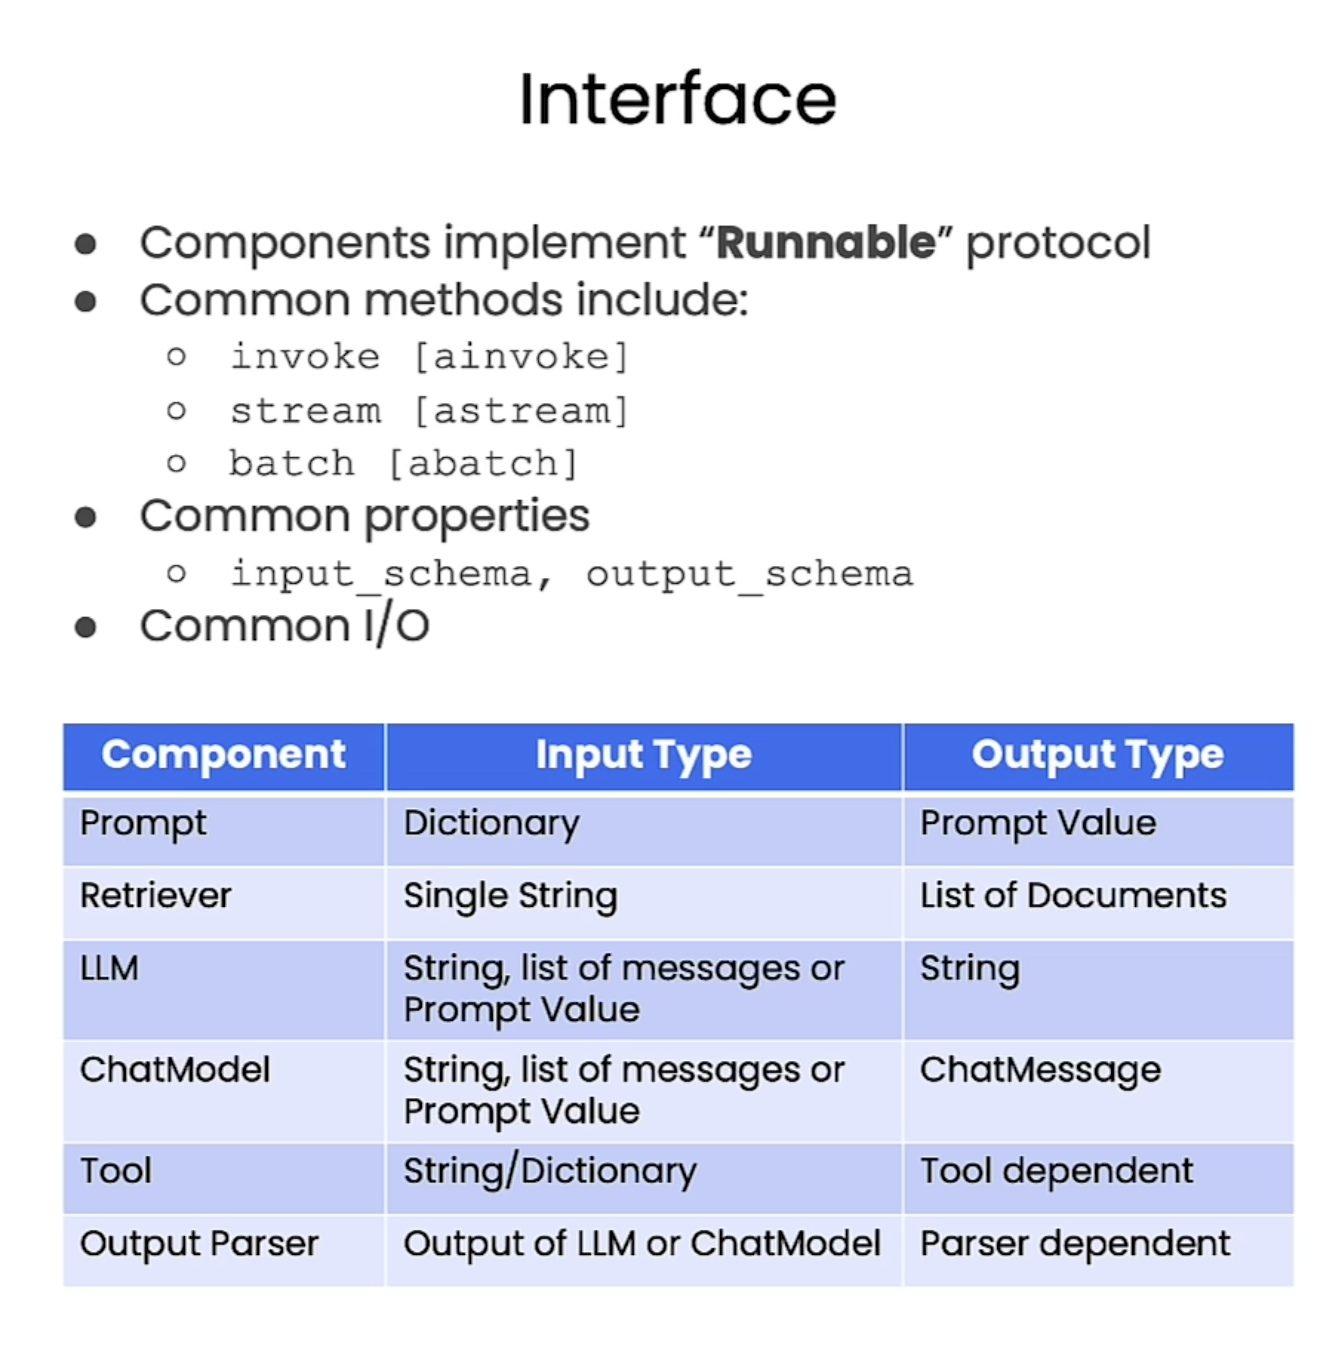 Interface
● Components implement “Runnable” protocol
● Common methods include:
○ invoke [ainvoke]
○ stream [astream]
○ batch [abatch]
● Common properties
○ input_schema, output_schema
● Common I/O
Component Input Type Output Type
Prompt Dictionary Prompt Value
Retriever Single String List of Documents
LLM String, list of messages or String
Prompt Value
ChatModel String, list of messages or ChatMessage
Prompt Value
Tool String/Dictionary Tool dependent
Output Parser Output of LLM or ChatModel Parser dependent